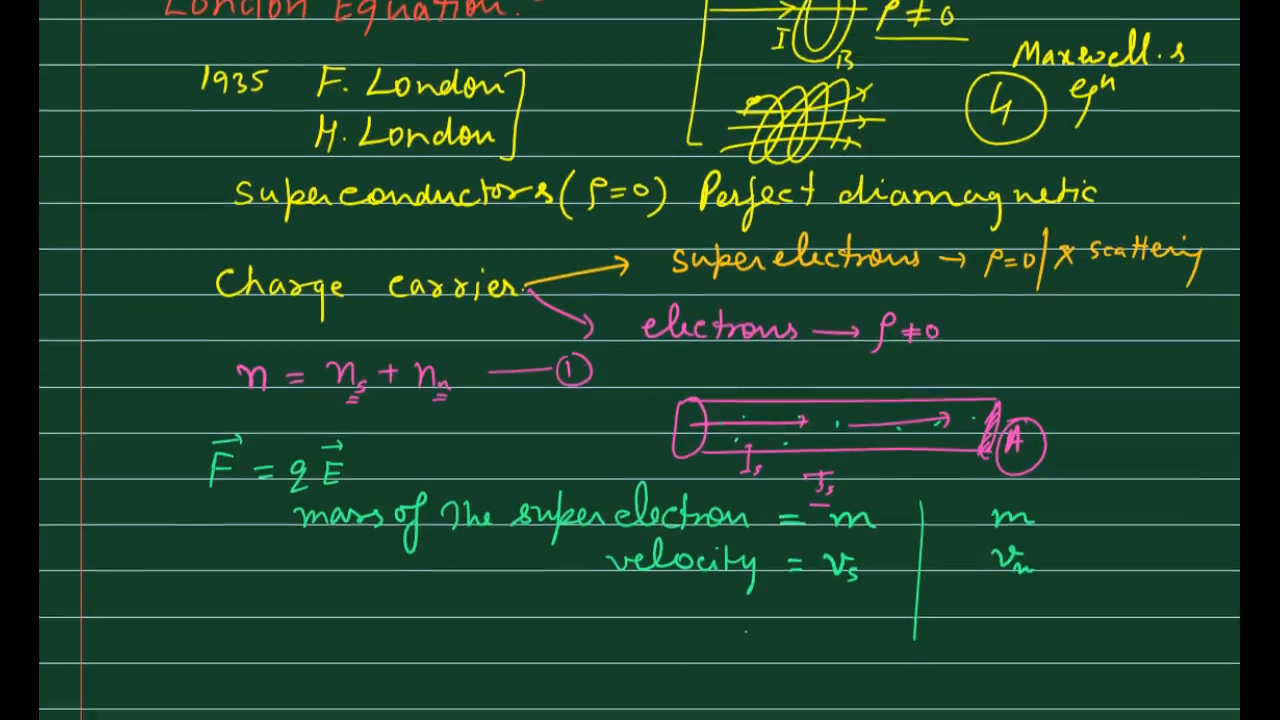 London Equation:-
ρ ≠ 0
I
B
Maxwell's
eqn
4
1935 F. London
H. London
Superconductors (ρ=0) Perfect diamagnetic
Charge carrier
superelectrons → ρ=0 / x scattering
electrons → ρ ≠ 0
n = ns + nn — ①
A
Is
Js
F = qE
mass of the superelectron = m | m
velocity = vs | vn